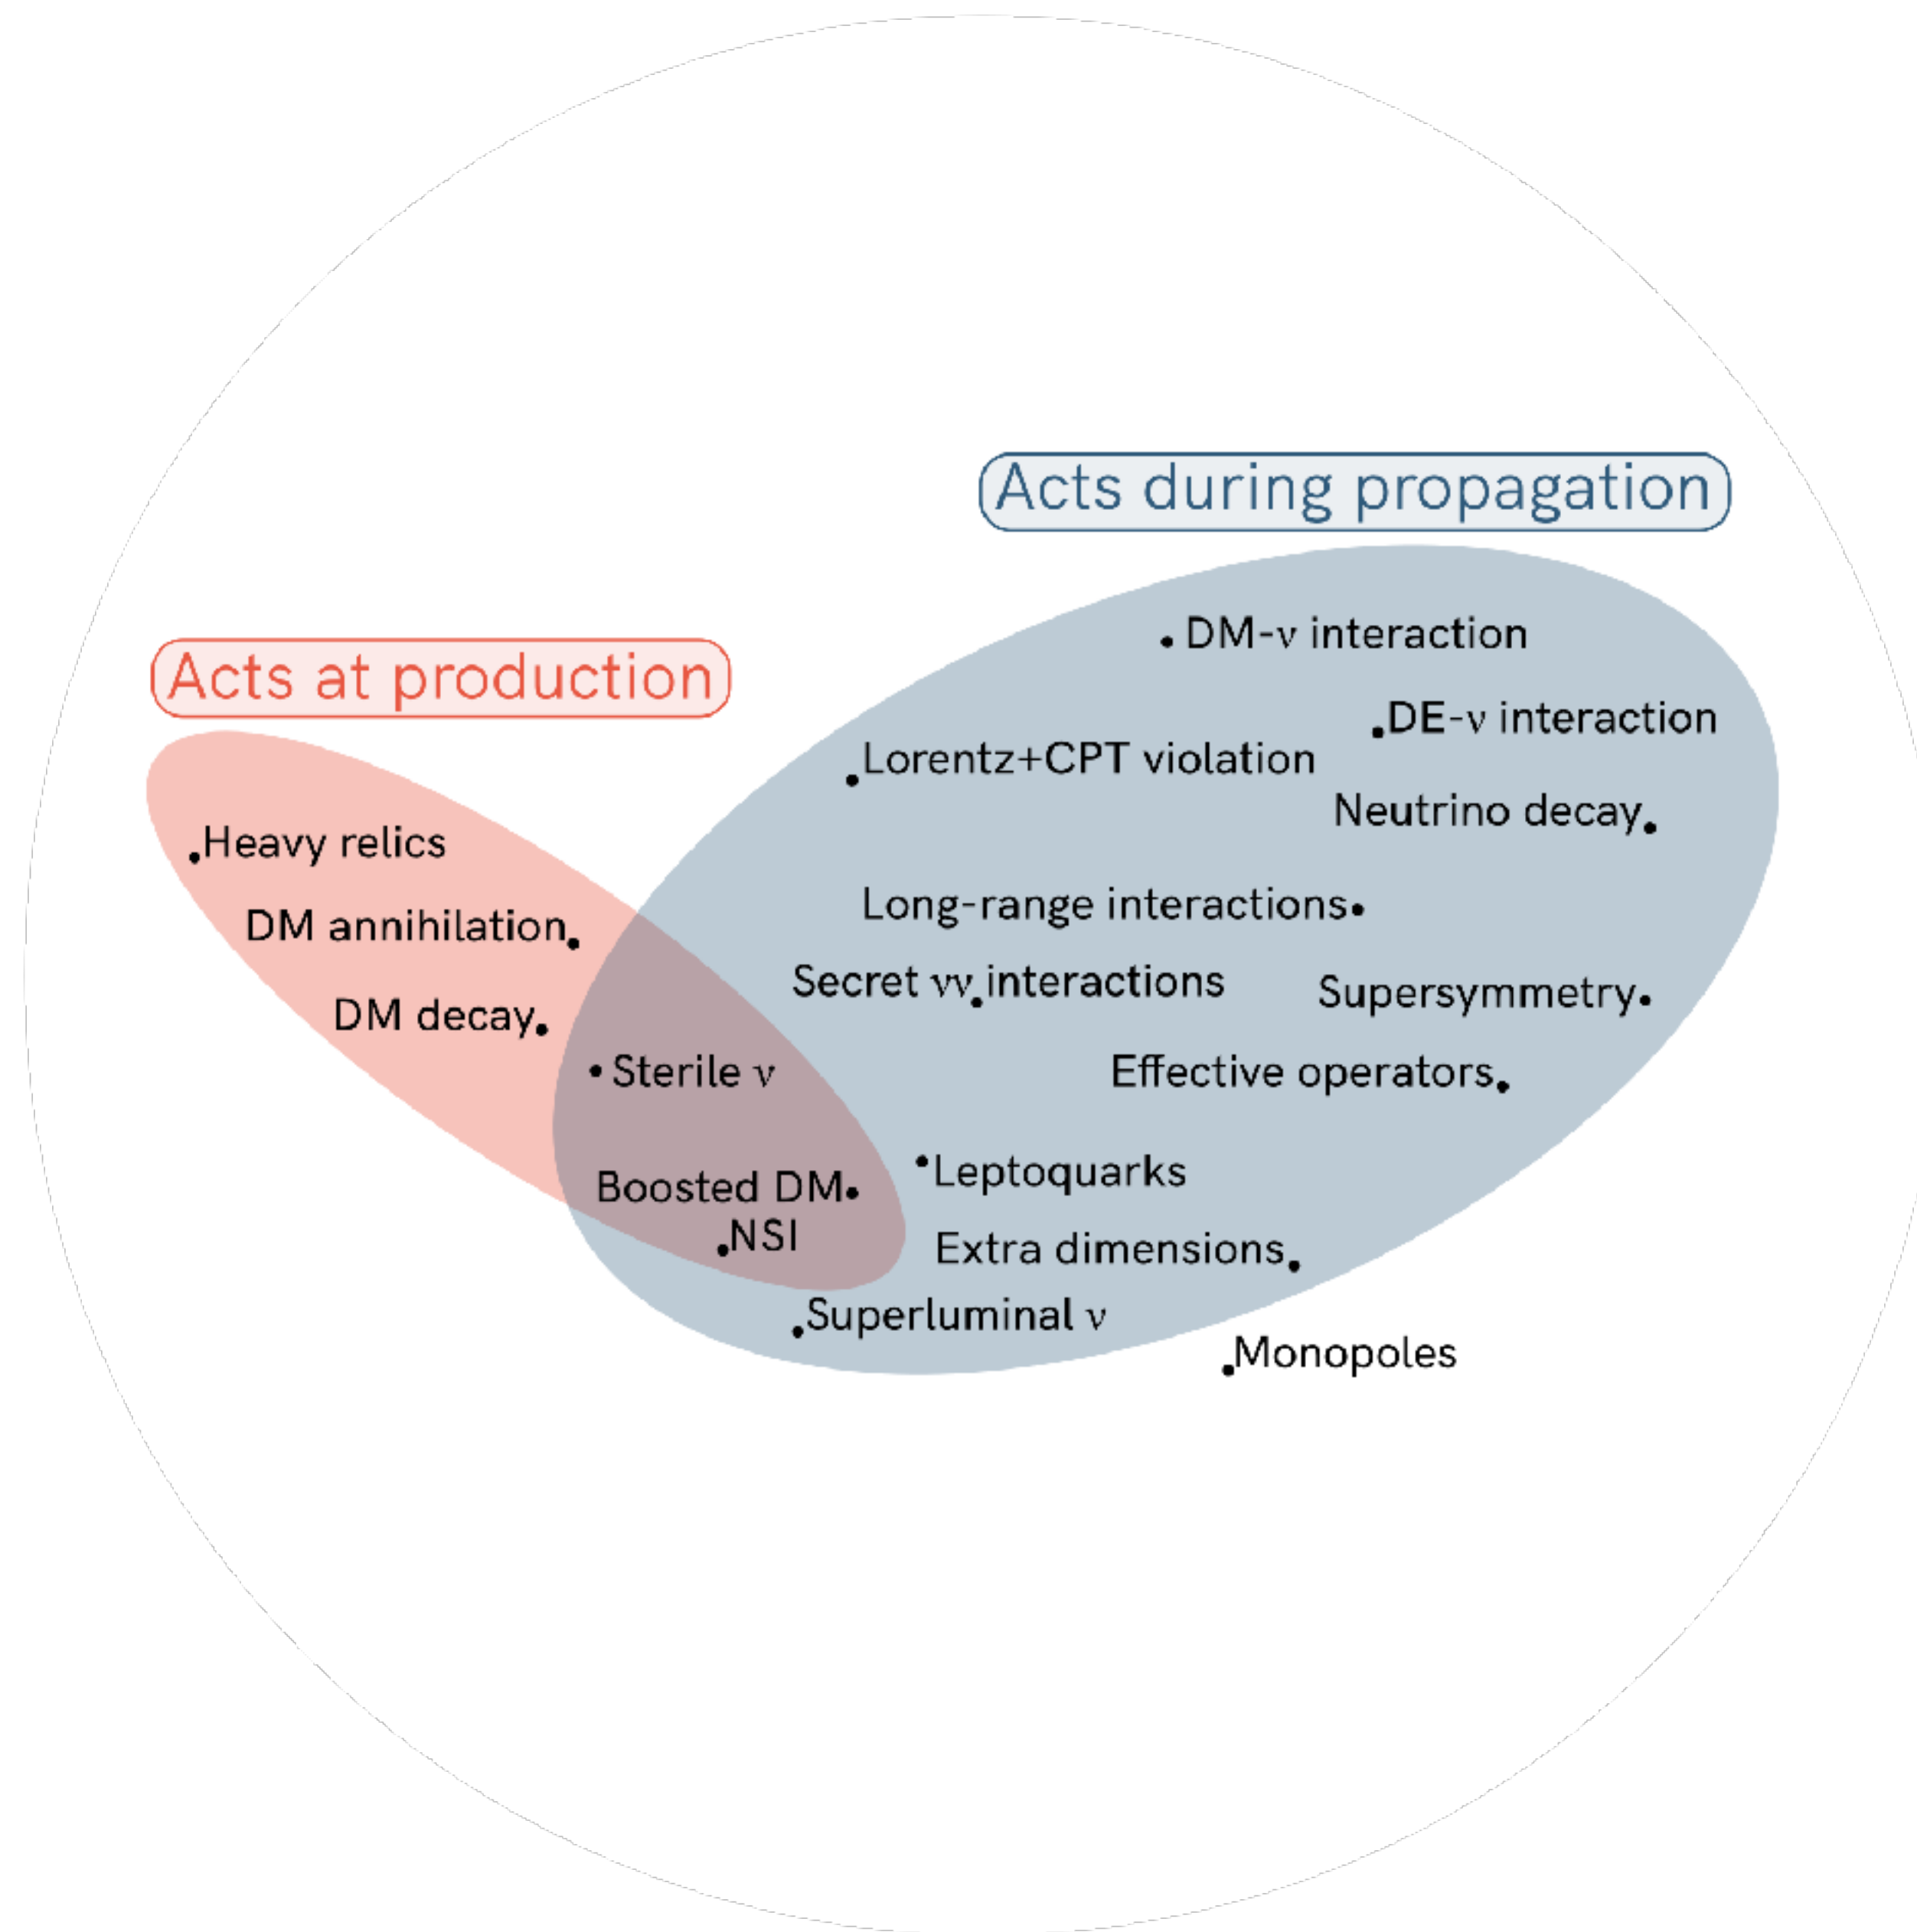 Acts during propagation
• DM-ν interaction
Acts at production
•DE-ν interaction
•Lorentz+CPT violation
Neutrino decay•
•Heavy relics
Long-range interactions•
DM annihilation•
Secret νν•interactions
Supersymmetry•
DM decay•
• Sterile ν
Effective operators•
•Leptoquarks
Boosted DM•
•NSI
Extra dimensions•
•Superluminal ν
•Monopoles